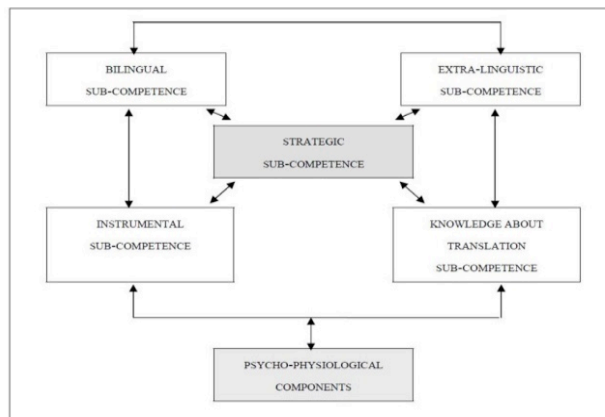 BILINGUAL
SUB-COMPETENCE
EXTRA-LINGUISTIC
SUB-COMPETENCE
STRATEGIC
SUB-COMPETENCE
INSTRUMENTAL
SUB-COMPETENCE
KNOWLEDGE ABOUT
TRANSLATION
SUB-COMPETENCE
PSYCHO-PHYSIOLOGICAL
COMPONENTS